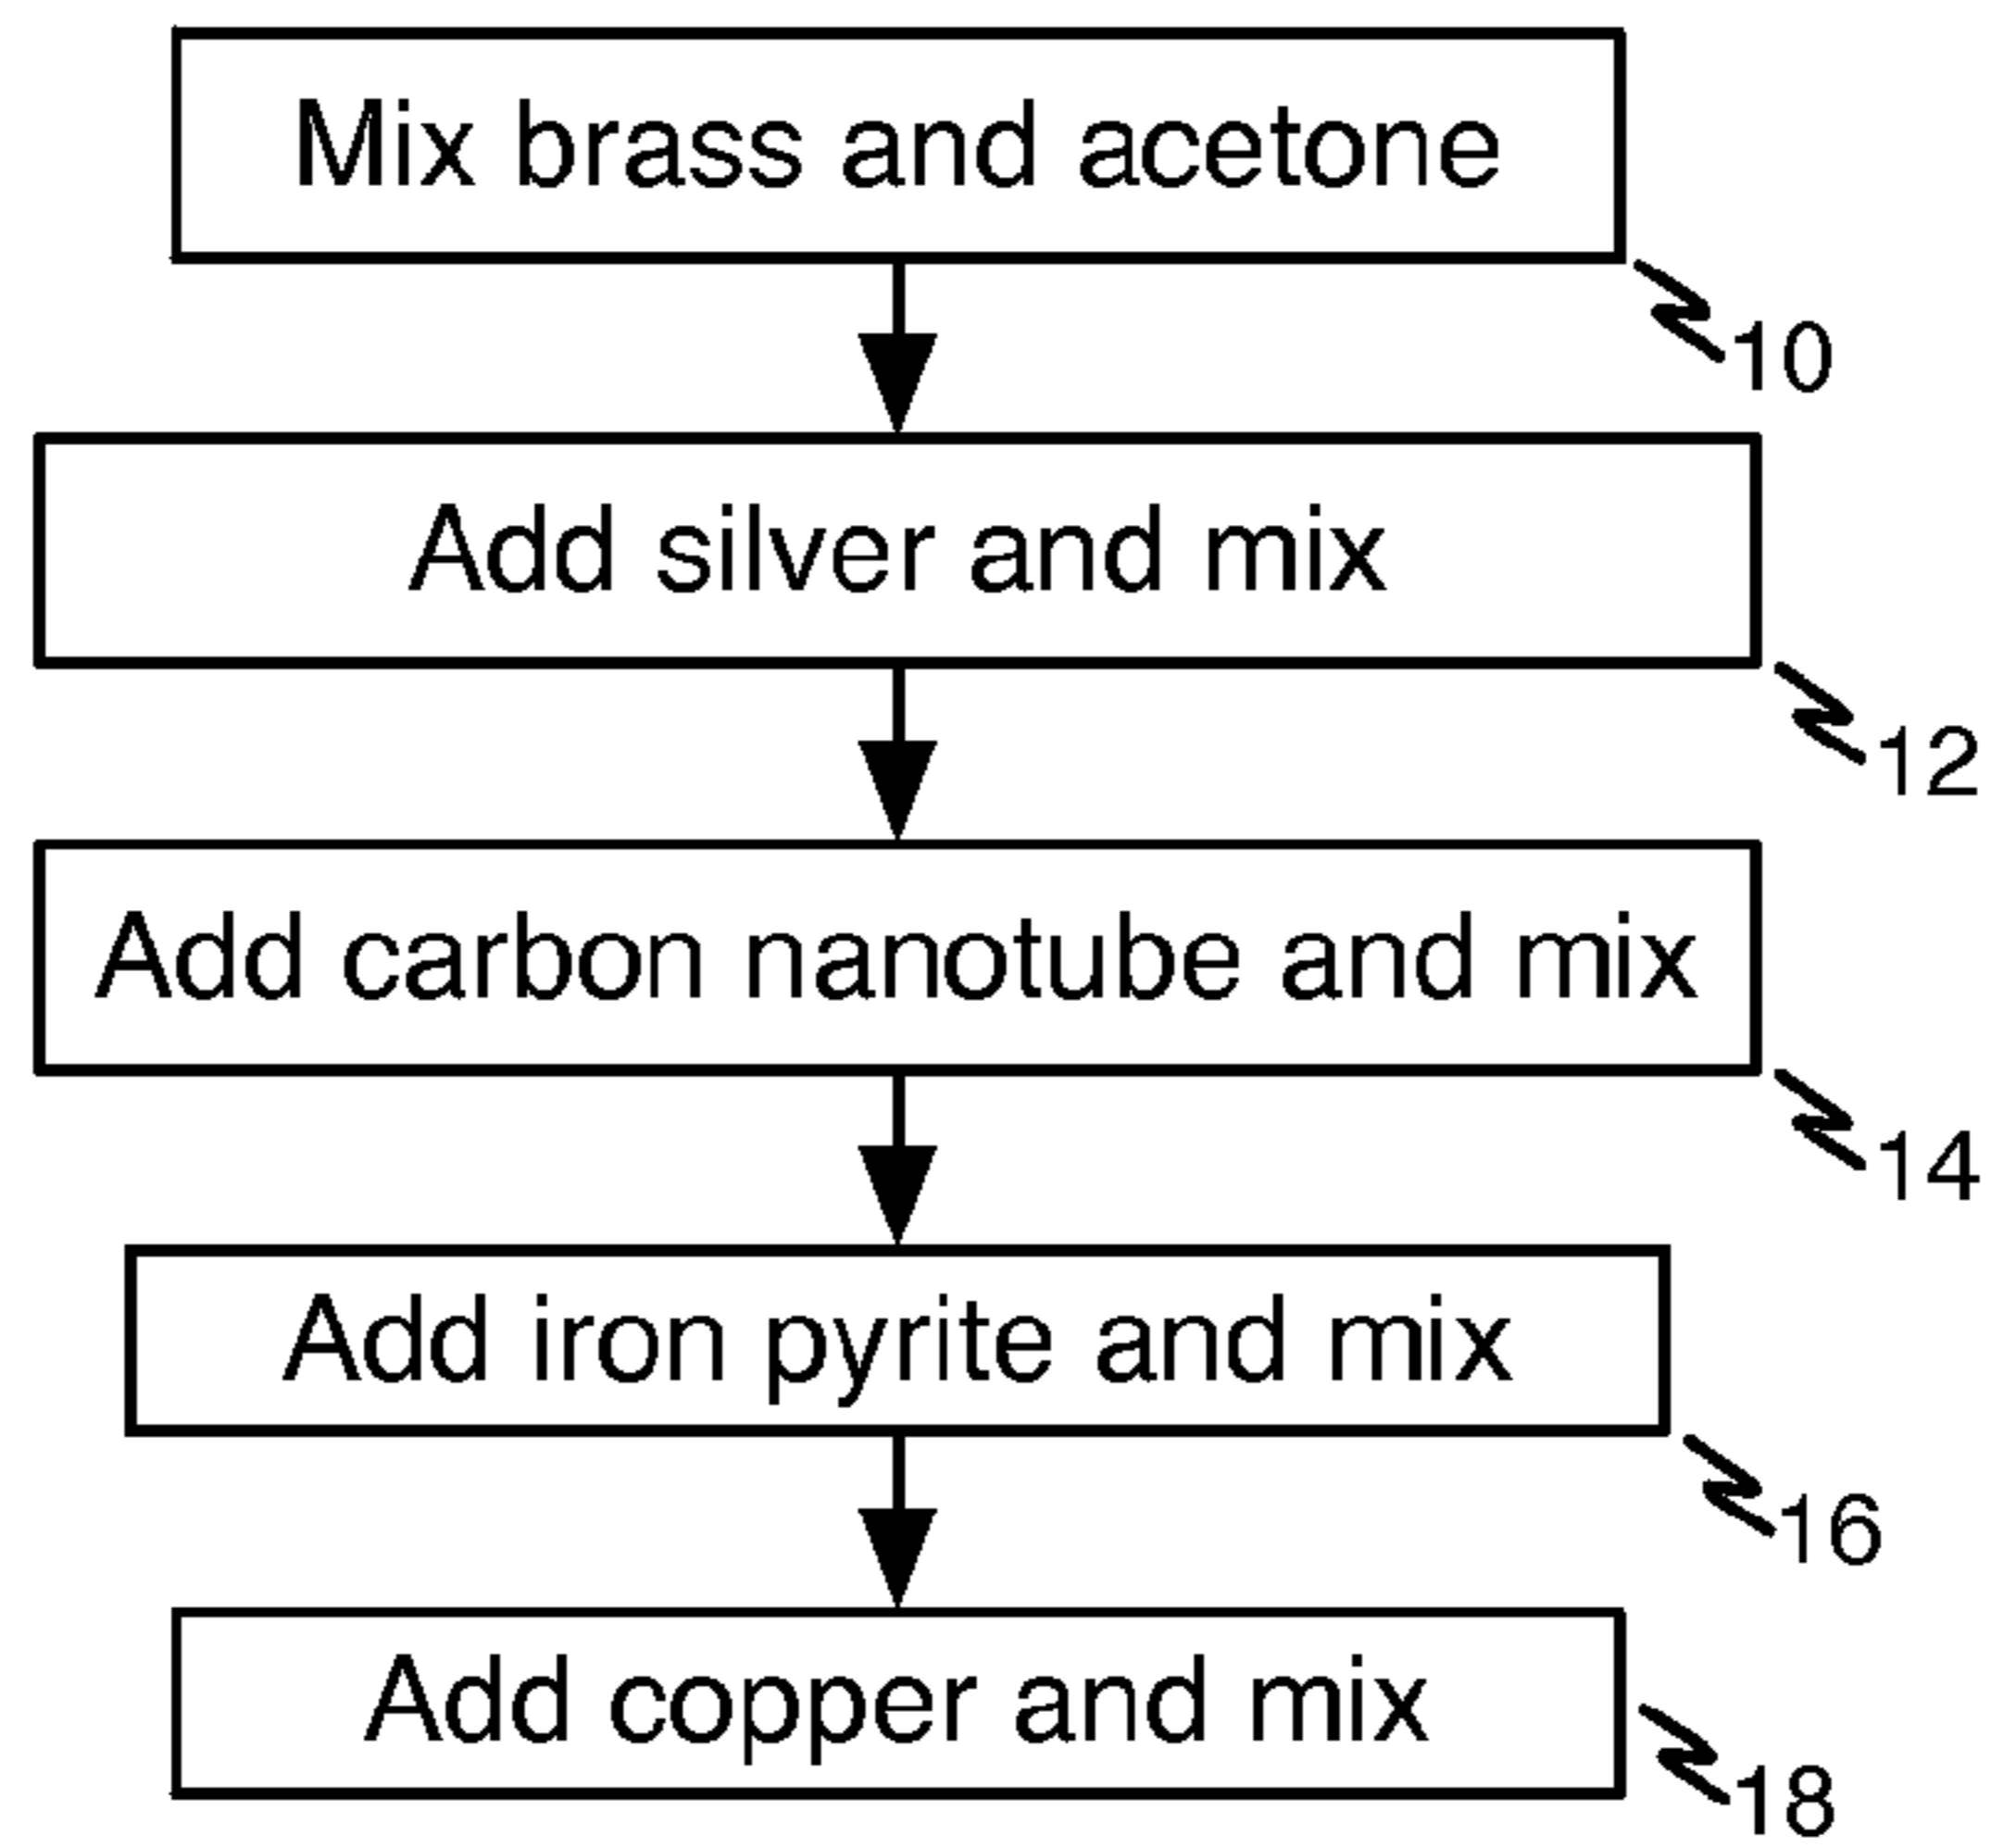 Mix brass and acetone
10
Add silver and mix
12
Add carbon nanotube and mix
14
Add iron pyrite and mix
16
Add copper and mix
18